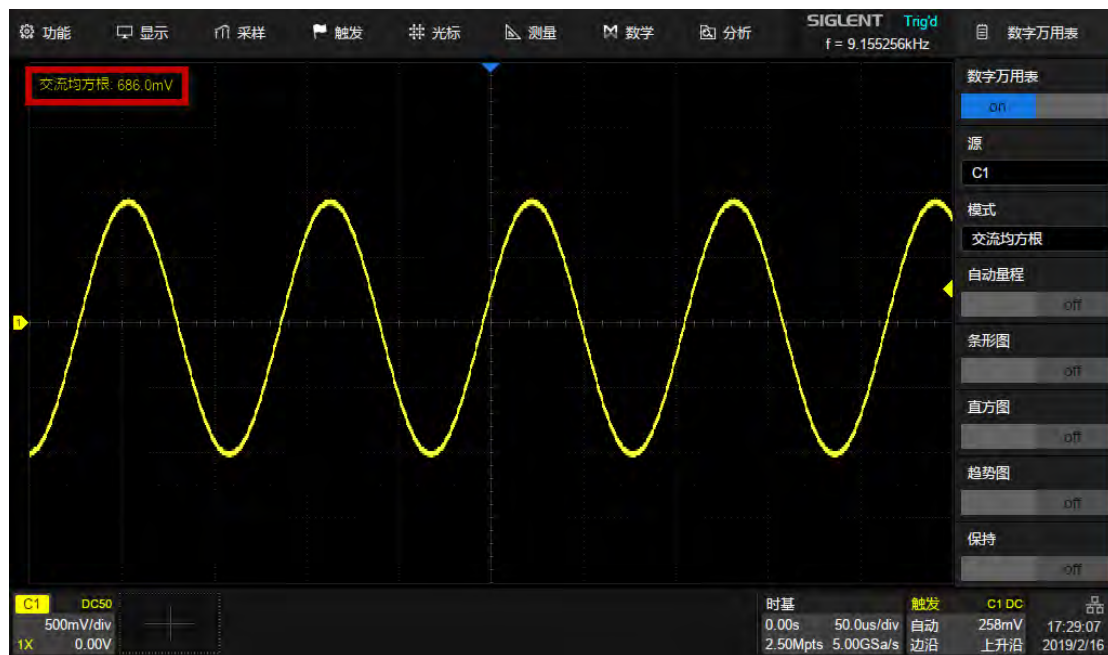 功能 显示 采样 触发 光标 测量 数学 分析 SIGLENT Trig'd 数字万用表
f = 9.155256kHz
交流均方根: 686.0mV
数字万用表
on
源
C1
模式
交流均方根
自动量程
off
条形图
off
直方图
off
趋势图
off
保持
off
1
C1 DC50
500mV/div
1X 0.00V
时基
0.00s 50.0us/div
2.50Mpts 5.00GSa/s
触发 C1 DC
自动 258mV
边沿 上升沿
17:29:07
2019/2/16